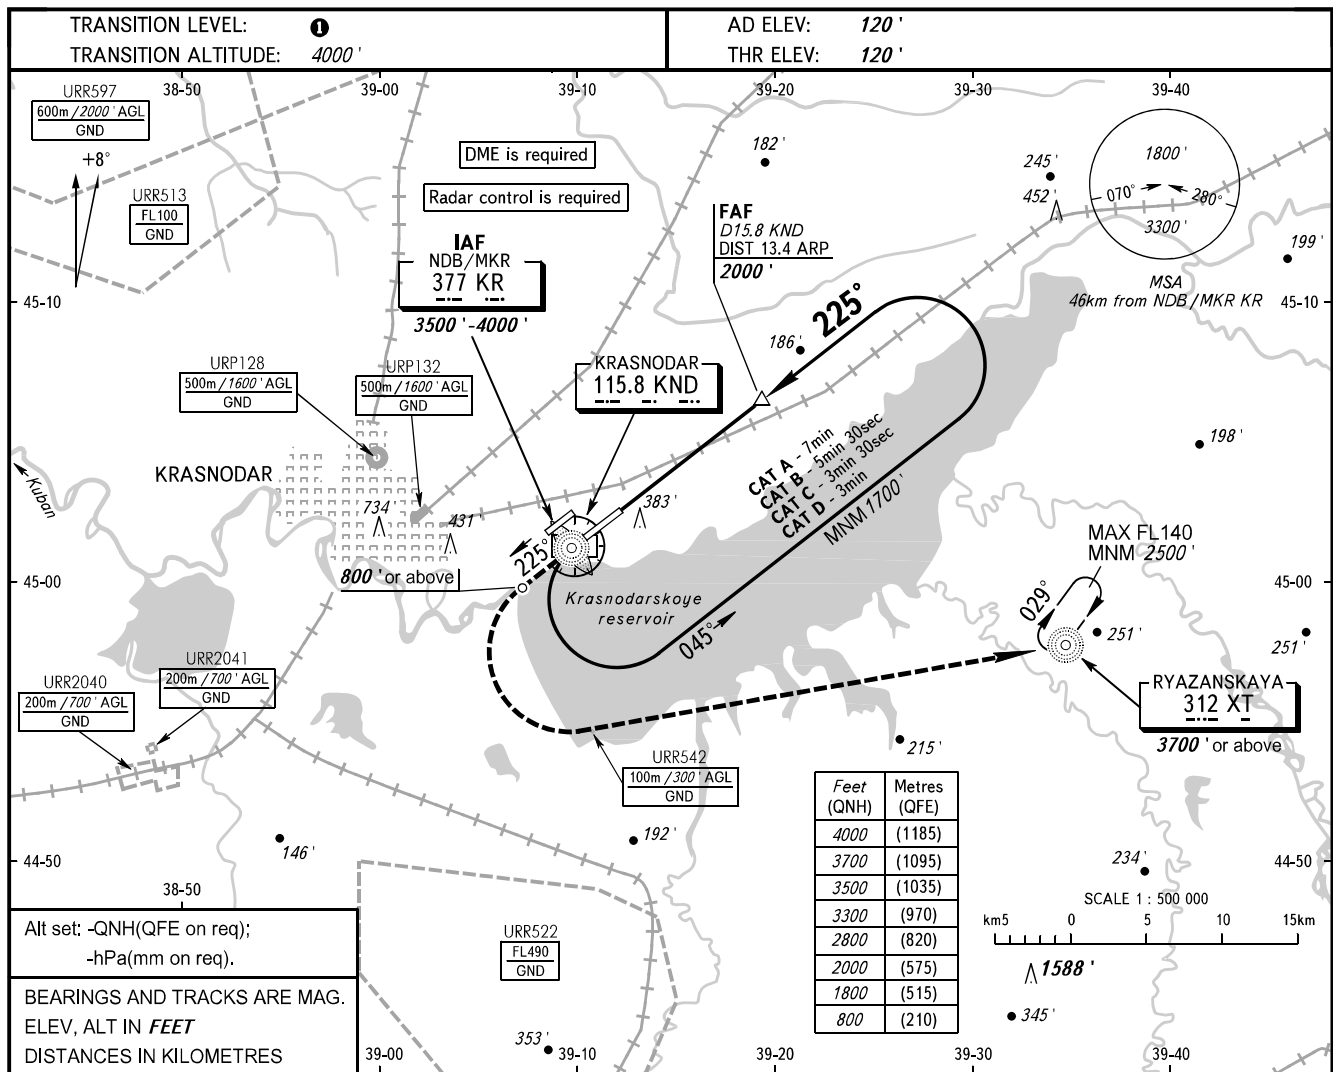 TRANSITION LEVEL: 1
TRANSITION ALTITUDE: 4000 '
AD ELEV: 120 '
THR ELEV: 120 '
38-50 39-00 39-10 39-20 39-30 39-40
URR597
600m / 2000 ' AGL
GND
+8°
URR513
FL100
GND
DME is required
Radar control is required
182 '
245 '
452 '
1800 '
070° 280°
3300 '
199 '
MSA
46km from NDB / MKR KR
FAF
D15.8 KND
DIST 13.4 ARP
2000 '
IAF
NDB/MKR
377 KR
3500 '-4000 '
45-10
45-10
225°
186 '
URP128
500m / 1600 ' AGL
GND
URP132
500m / 1600 ' AGL
GND
KRASNODAR
115.8 KND
198 '
KRASNODAR
Kuban
734 '
431 '
383 '
CAT A - 7min
CAT B - 5min 30sec
CAT C - 3min 30sec
CAT D - 3min
MNM 1700 '
MAX FL140
MNM 2500 '
225°
800 ' or above
45-00
45-00
Krasnodarskoye
reservoir
045°
029°
251 '
251 '
RYAZANSKAYA
312 XT
3700 ' or above
URR2041
200m / 700 ' AGL
GND
URR2040
200m / 700 ' AGL
GND
215 '
URR542
100m / 300 ' AGL
GND
192 '
146 '
44-50
44-50
38-50
Feet Metres
(QNH) (QFE)
4000 (1185)
3700 (1095)
3500 (1035)
3300 (970)
2800 (820)
2000 (575)
1800 (515)
800 (210)
234 '
SCALE 1 : 500 000
km5 0 5 10 15km
1588 '
345 '
URR522
FL490
GND
353 '
Alt set: -QNH(QFE on req);
-hPa(mm on req).
BEARINGS AND TRACKS ARE MAG.
ELEV, ALT IN FEET
DISTANCES IN KILOMETRES
39-00 39-10 39-20 39-30 39-40